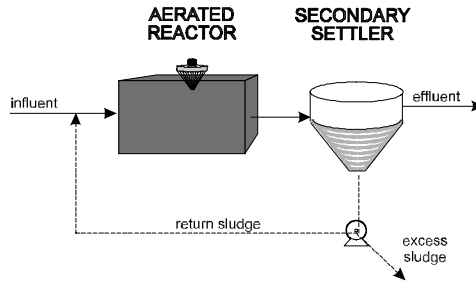 AERATED
REACTOR
SECONDARY
SETTLER
influent
effluent
return sludge
excess
sludge